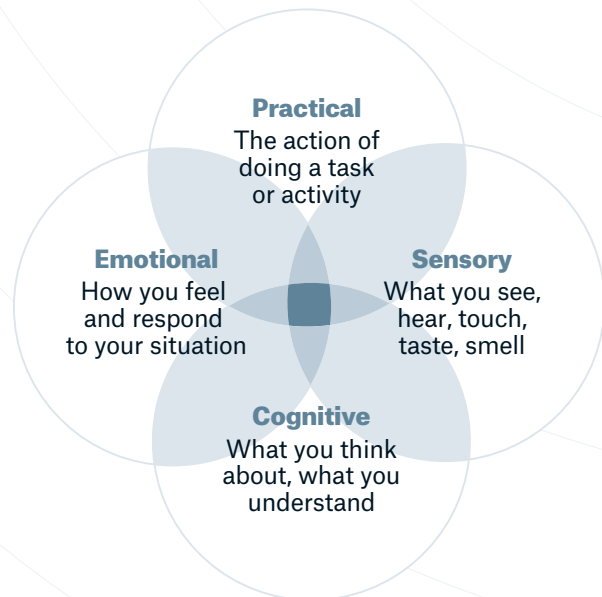 Practical
The action of
doing a task
or activity
Emotional
How you feel
and respond
to your situation
Sensory
What you see,
hear, touch,
taste, smell
Cognitive
What you think
about, what you
understand